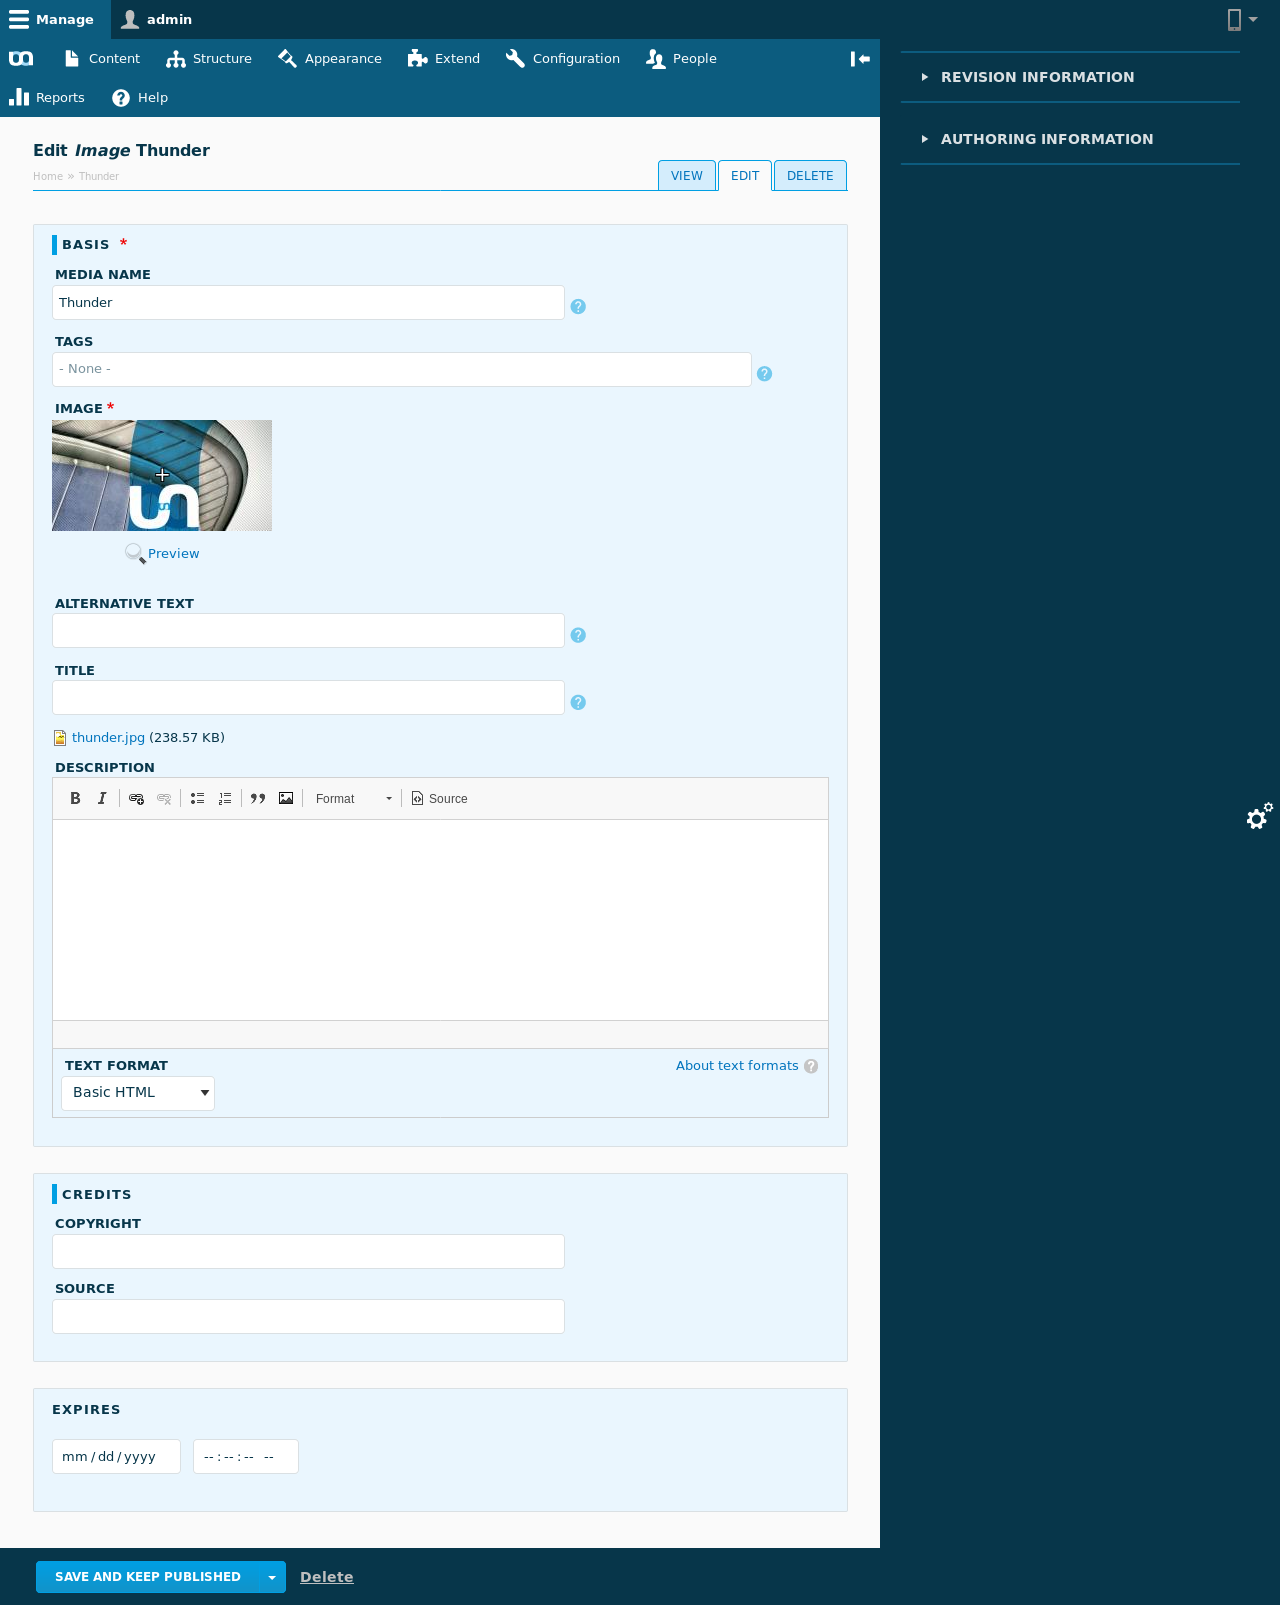 Manage admin
Content Structure Appearance Extend Configuration People
Reports Help
Edit Image Thunder
Home » Thunder
VIEW EDIT DELETE
BASIS *
MEDIA NAME
Thunder
TAGS
- None -
IMAGE *
Preview
ALTERNATIVE TEXT
TITLE
thunder.jpg (238.57 KB)
DESCRIPTION
B I Format Source
TEXT FORMAT
About text formats
Basic HTML
CREDITS
COPYRIGHT
SOURCE
EXPIRES
mm / dd / yyyy -- : -- : -- --
SAVE AND KEEP PUBLISHED Delete
REVISION INFORMATION
AUTHORING INFORMATION